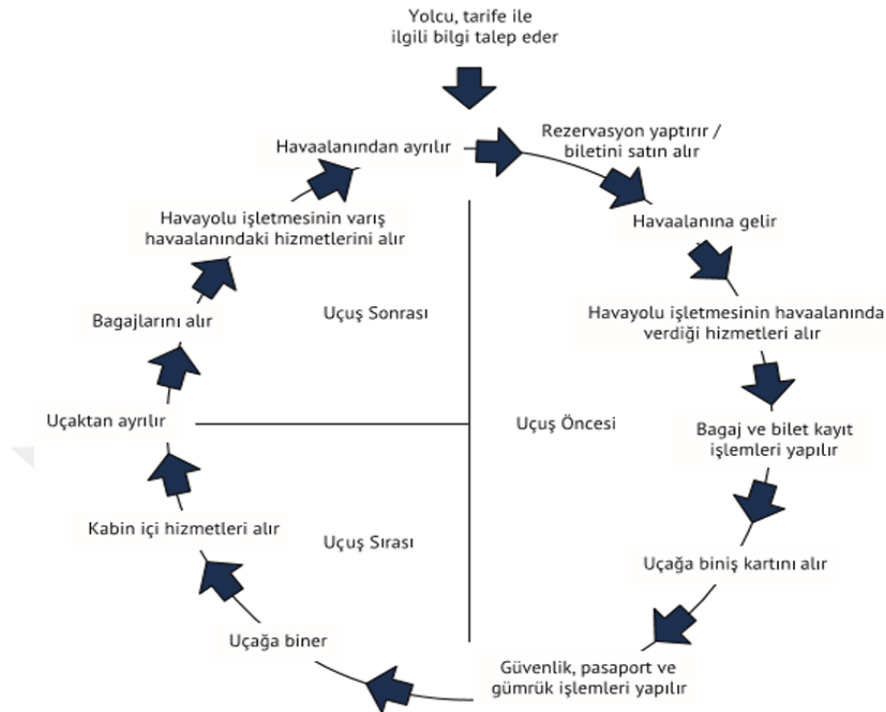 Yolcu, tarife ile
ilgili bilgi talep eder
Rezervasyon yaptırır /
biletini satın alır
Havaalanına gelir
Havayolu işletmesinin havaalanında
verdiği hizmetleri alır
Bagaj ve bilet kayıt
işlemleri yapılır
Uçağa biniş kartını alır
Güvenlik, pasaport ve
gümrük işlemleri yapılır
Uçağa biner
Kabin içi hizmetleri alır
Uçaktan ayrılır
Bagajlarını alır
Havayolu işletmesinin varış
havaalanındaki hizmetlerini alır
Havaalanından ayrılır
Uçuş Öncesi
Uçuş Sırası
Uçuş Sonrası